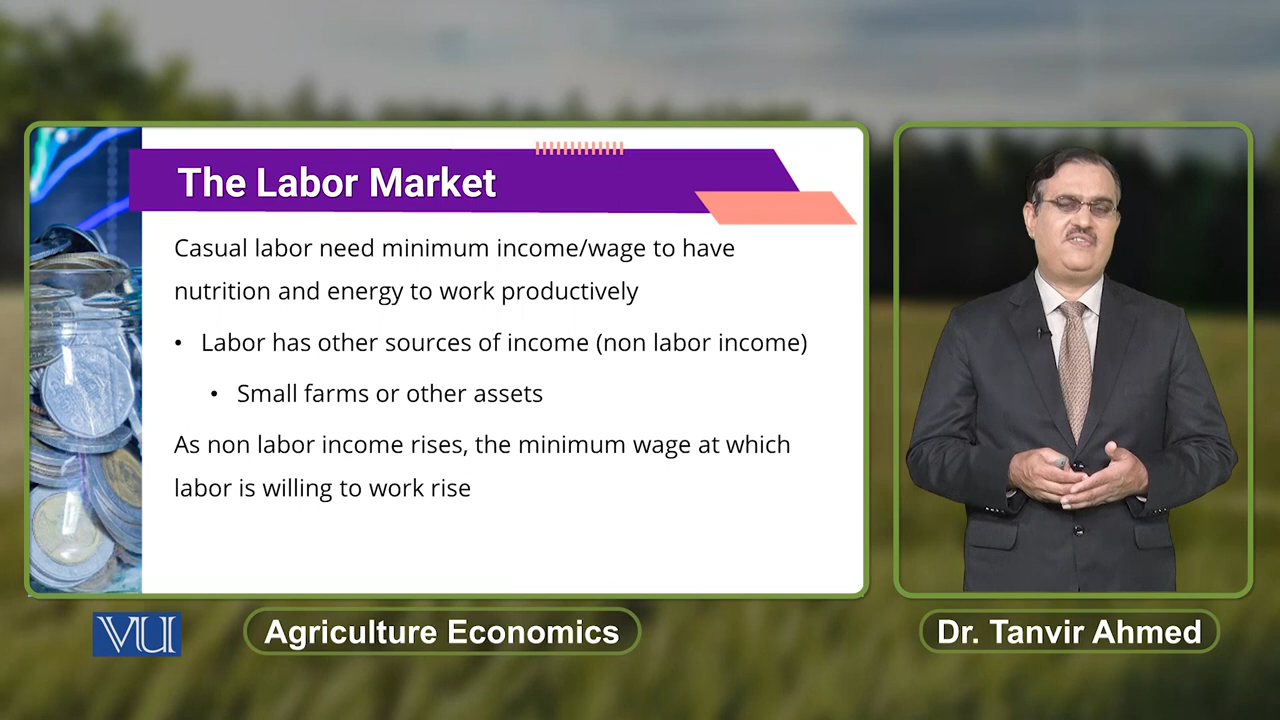 The Labor Market
Casual labor need minimum income/wage to have
nutrition and energy to work productively
• Labor has other sources of income (non labor income)
• Small farms or other assets
As non labor income rises, the minimum wage at which
labor is willing to work rise
VU
Agriculture Economics
Dr. Tanvir Ahmed